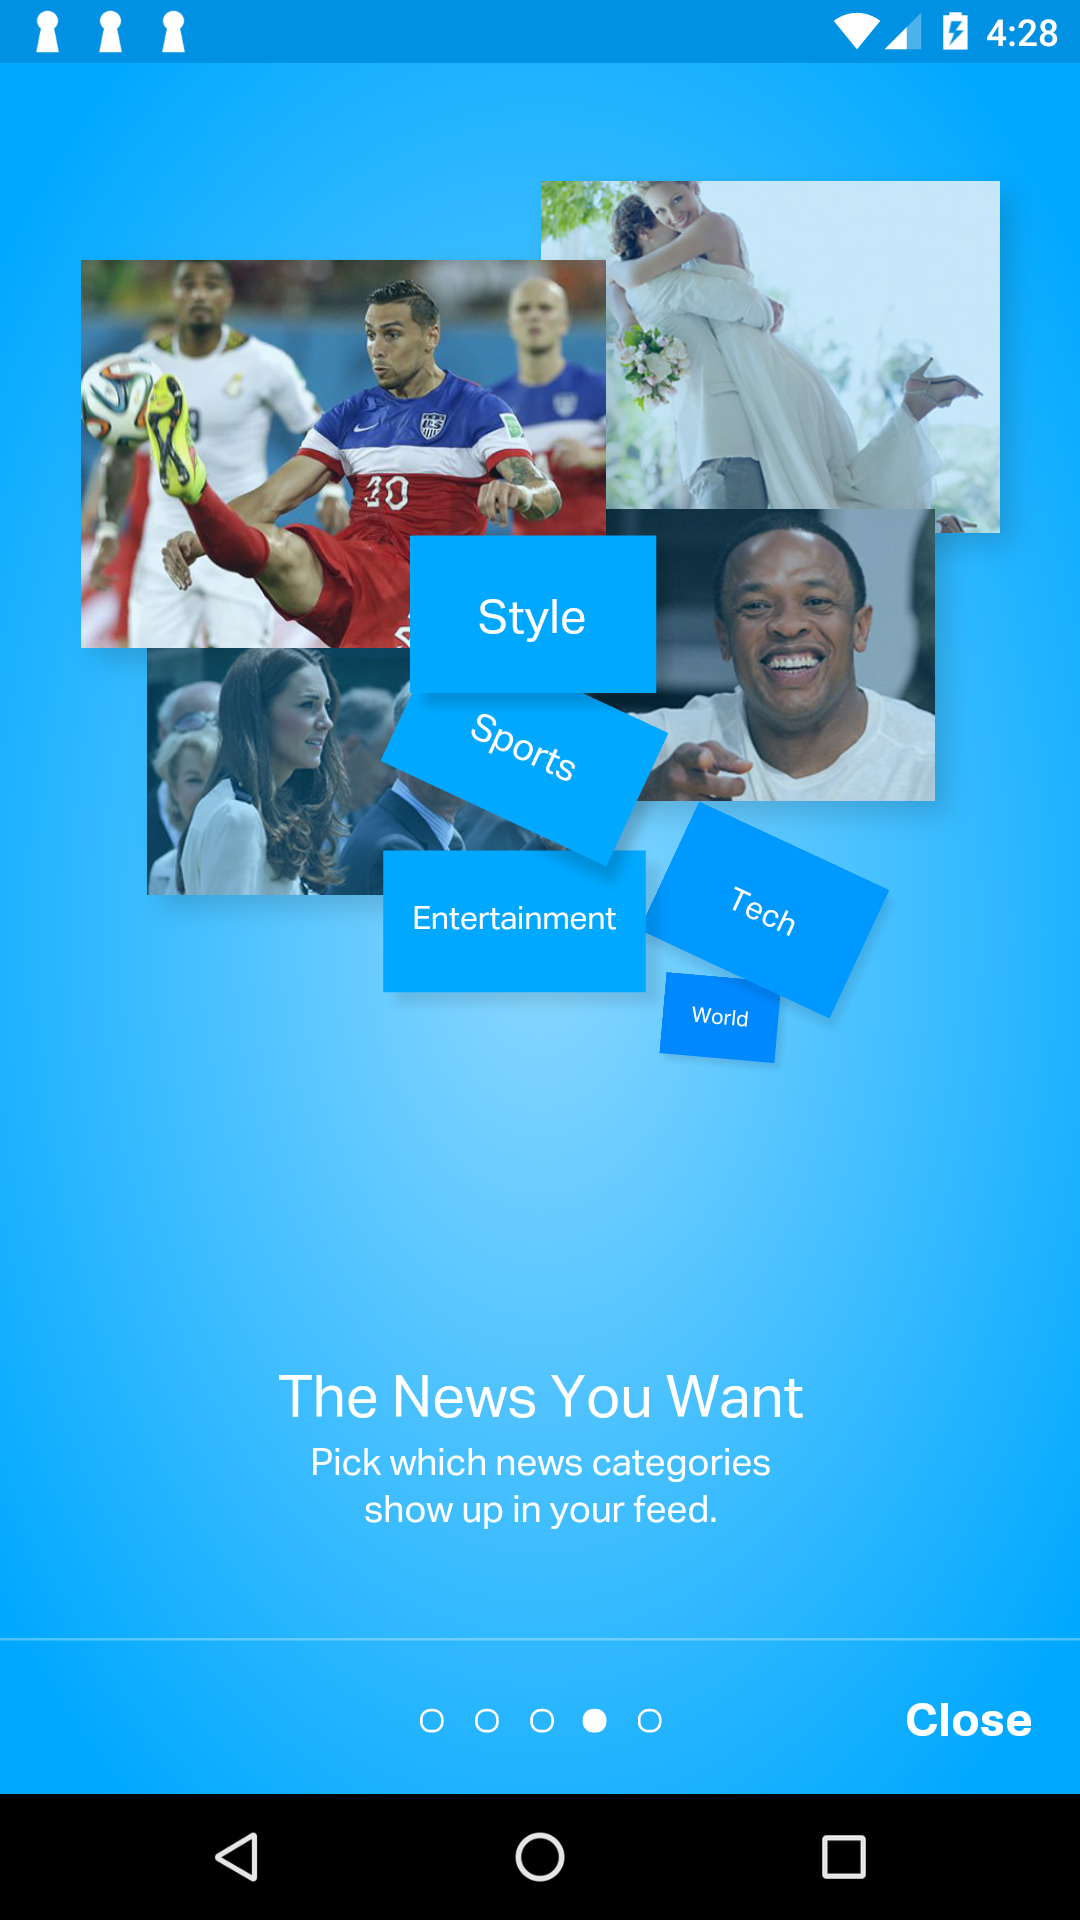 4:28
20
Style
Sports
Entertainment
Tech
World
The News You Want
Pick which news categories
show up in your feed.
Close